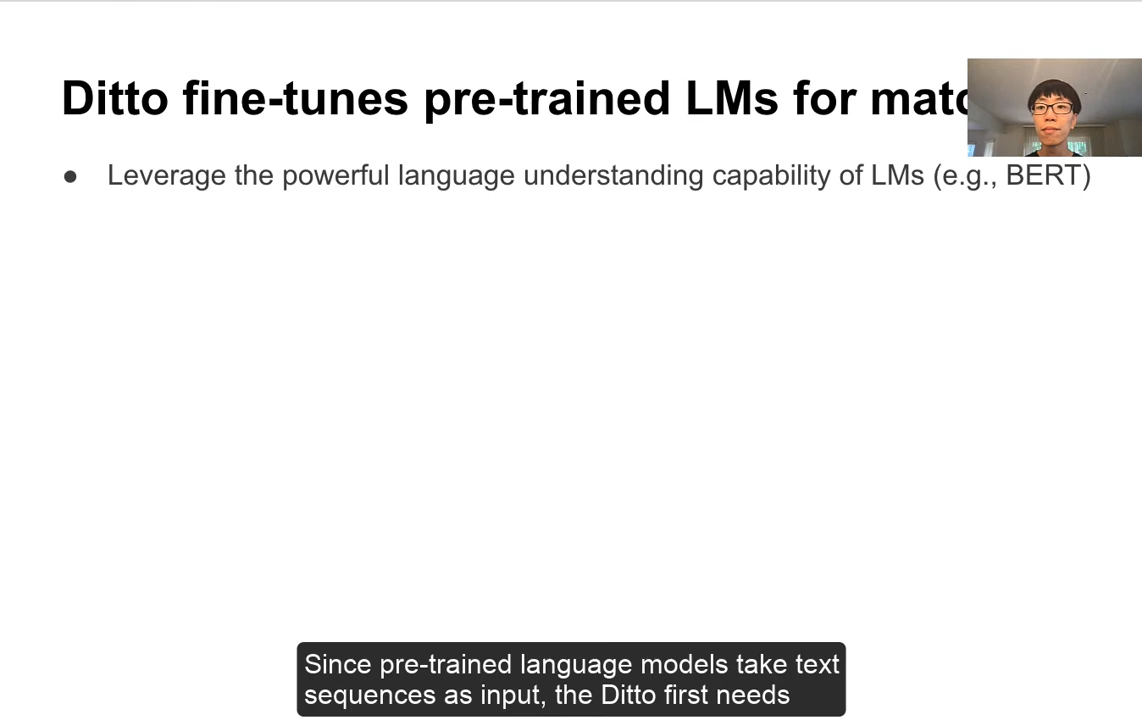 Ditto fine-tunes pre-trained LMs for
● Leverage the powerful language understanding capability of LMs (e.g., BERT)
Since pre-trained language models take text
sequences as input, the Ditto first needs